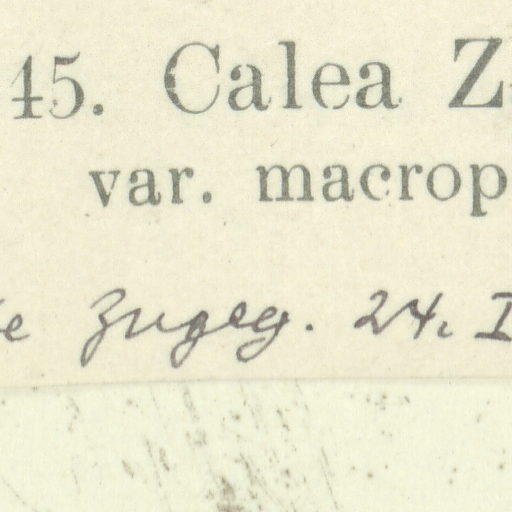 45. Calea Z
var. macrop
e Zugeg. 24. I